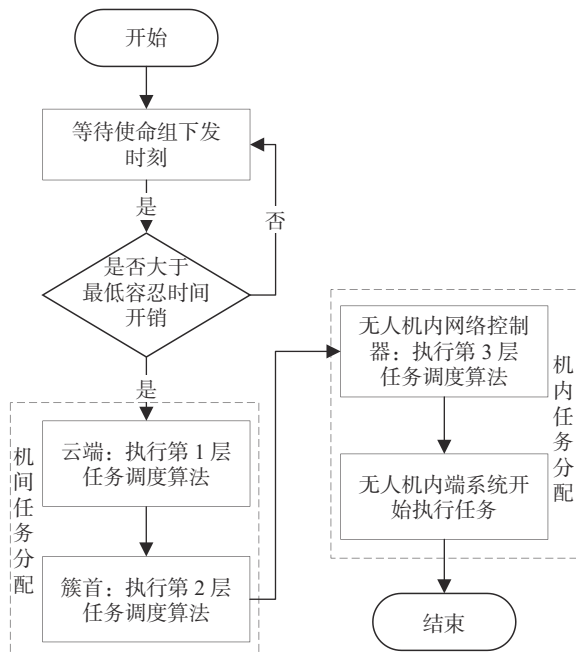 开始
等待使命组下发
时刻
是
否
是否大于
最低容忍时间
开销
是
机间任务分配
云端：执行第 1 层
任务调度算法
簇首：执行第 2 层
任务调度算法
无人机内网络控制
器：执行第 3 层
任务调度算法
机内任务分配
无人机内端系统开
始执行任务
结束